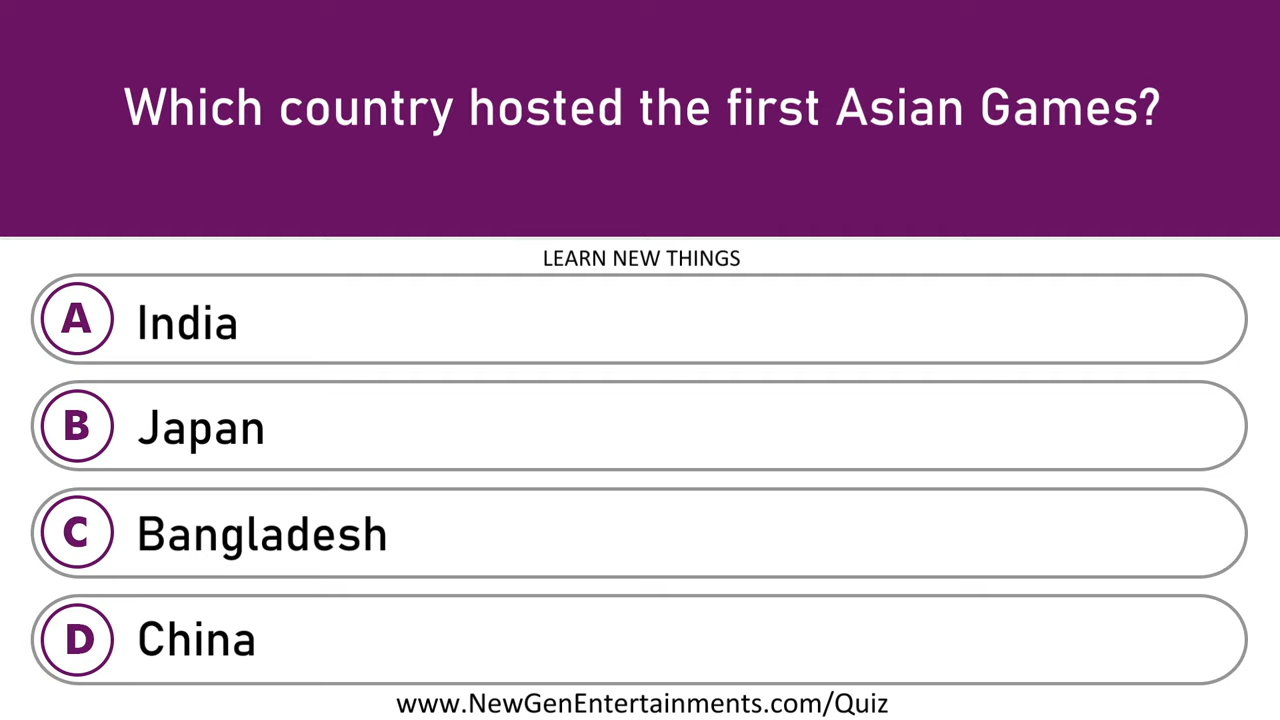 Which country hosted the first Asian Games?
LEARN NEW THINGS
A India
B Japan
C Bangladesh
D China
www.NewGenEntertainments.com/Quiz